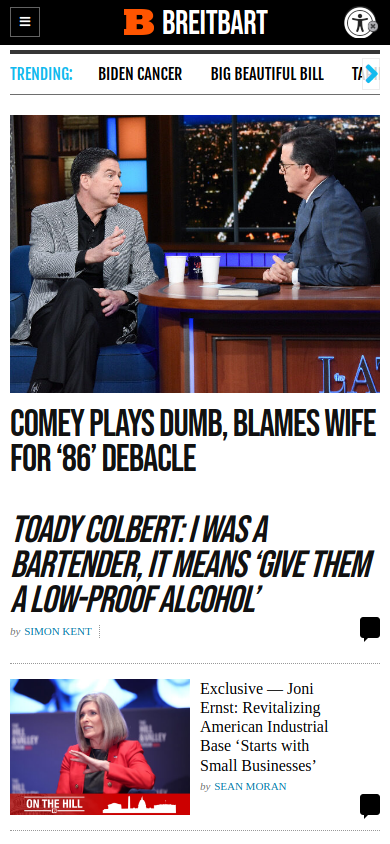 B BREITBART
TRENDING: BIDEN CANCER BIG BEAUTIFUL BILL TA
the
COMEY PLAYS DUMB, BLAMES WIFE
FOR ‘86’ DEBACLE
TOADY COLBERT: I WAS A
BARTENDER, IT MEANS ‘GIVE THEM
A LOW-PROOF ALCOHOL’
by SIMON KENT
THE
HILL&VALLEY
FORUM
ON THE HILL
Exclusive — Joni
Ernst: Revitalizing
American Industrial
Base ‘Starts with
Small Businesses’
by SEAN MORAN